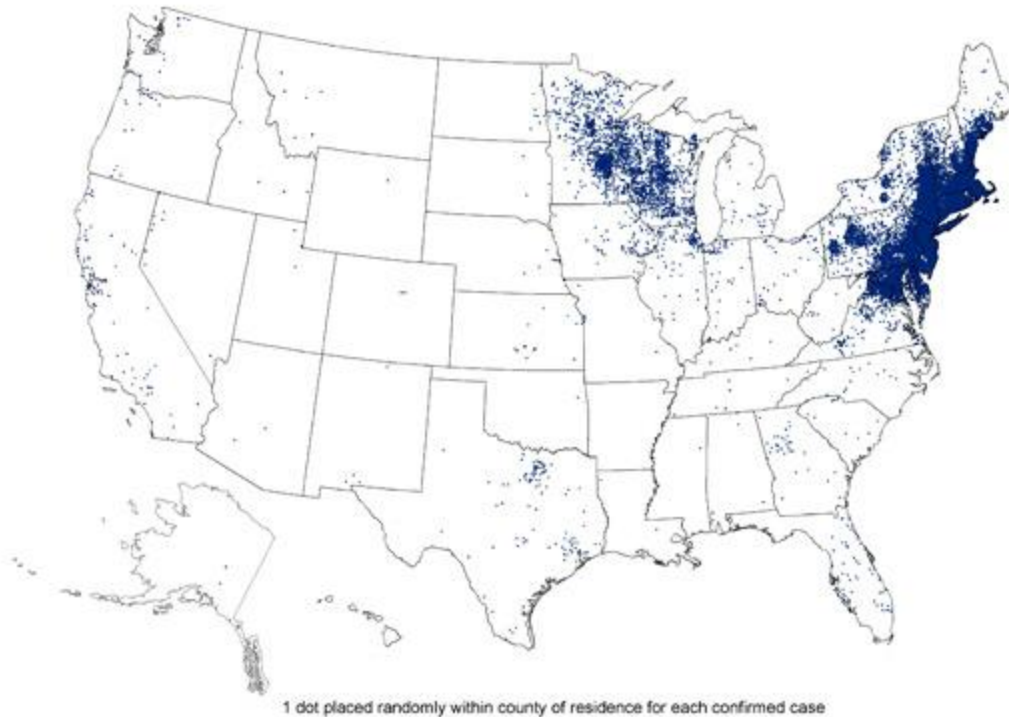 1 dot placed randomly within county of residence for each confirmed case